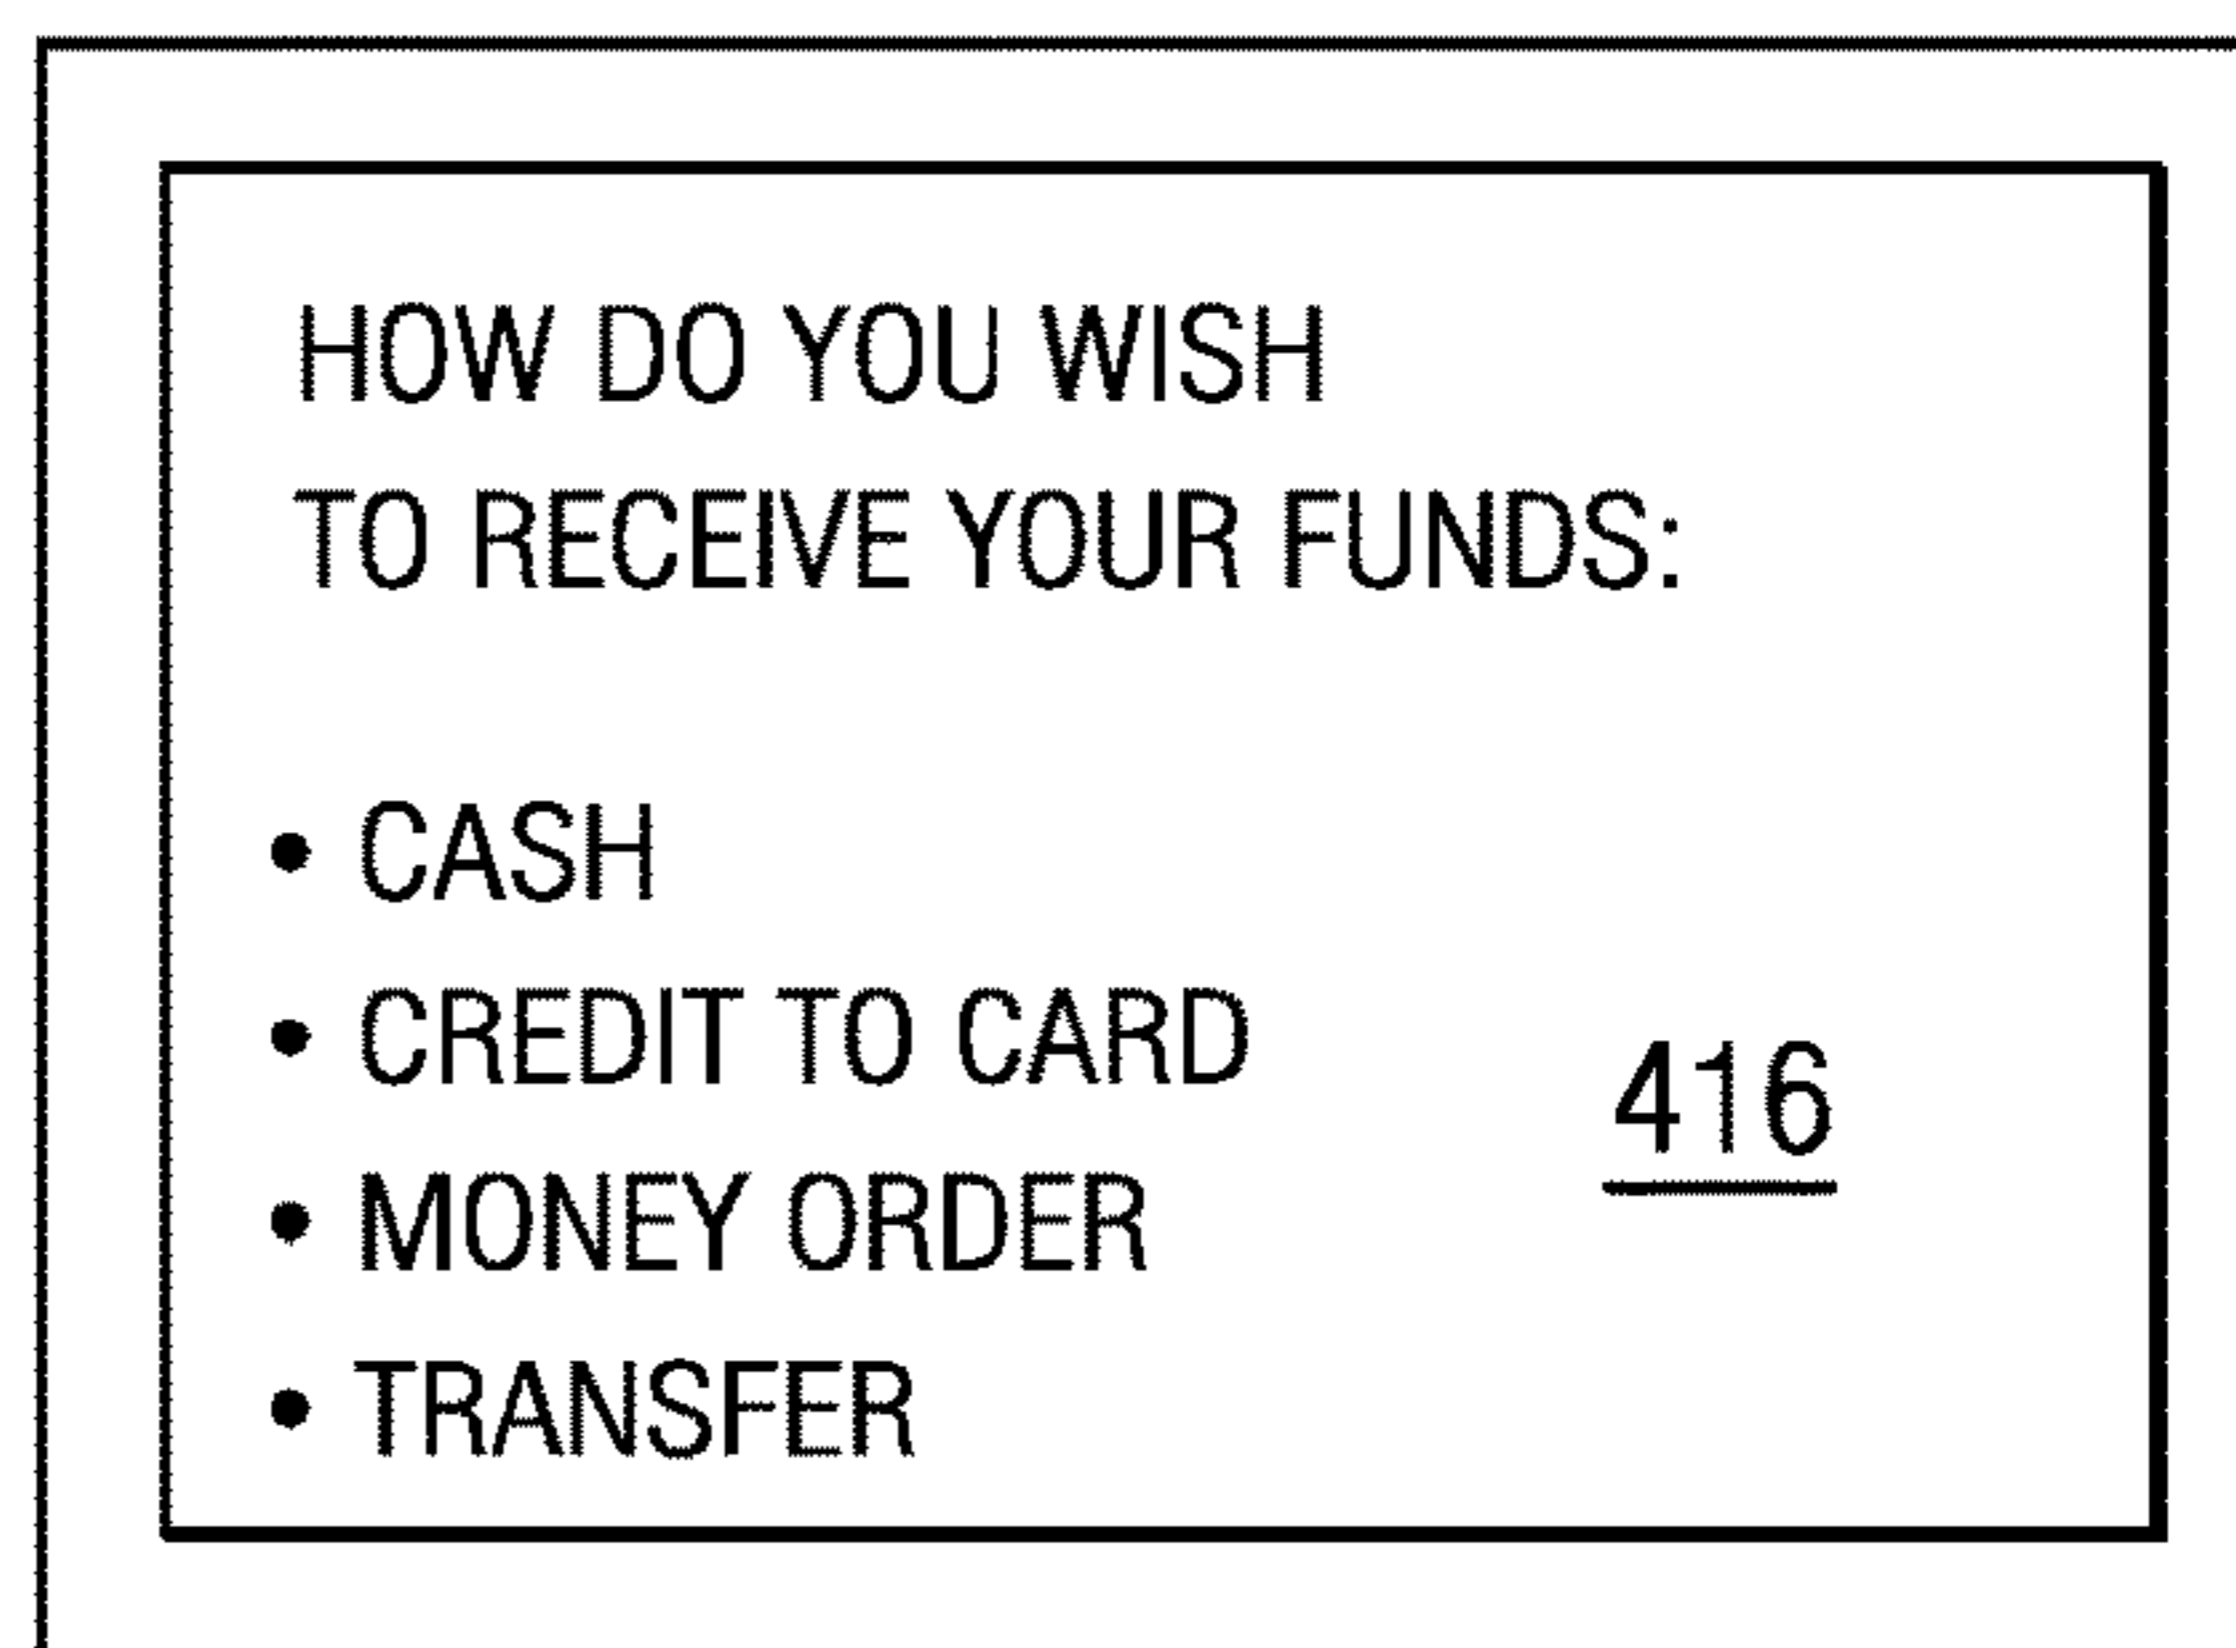 HOW DO YOU WISH
TO RECEIVE YOUR FUNDS:
• CASH
• CREDIT TO CARD
• MONEY ORDER
• TRANSFER
416